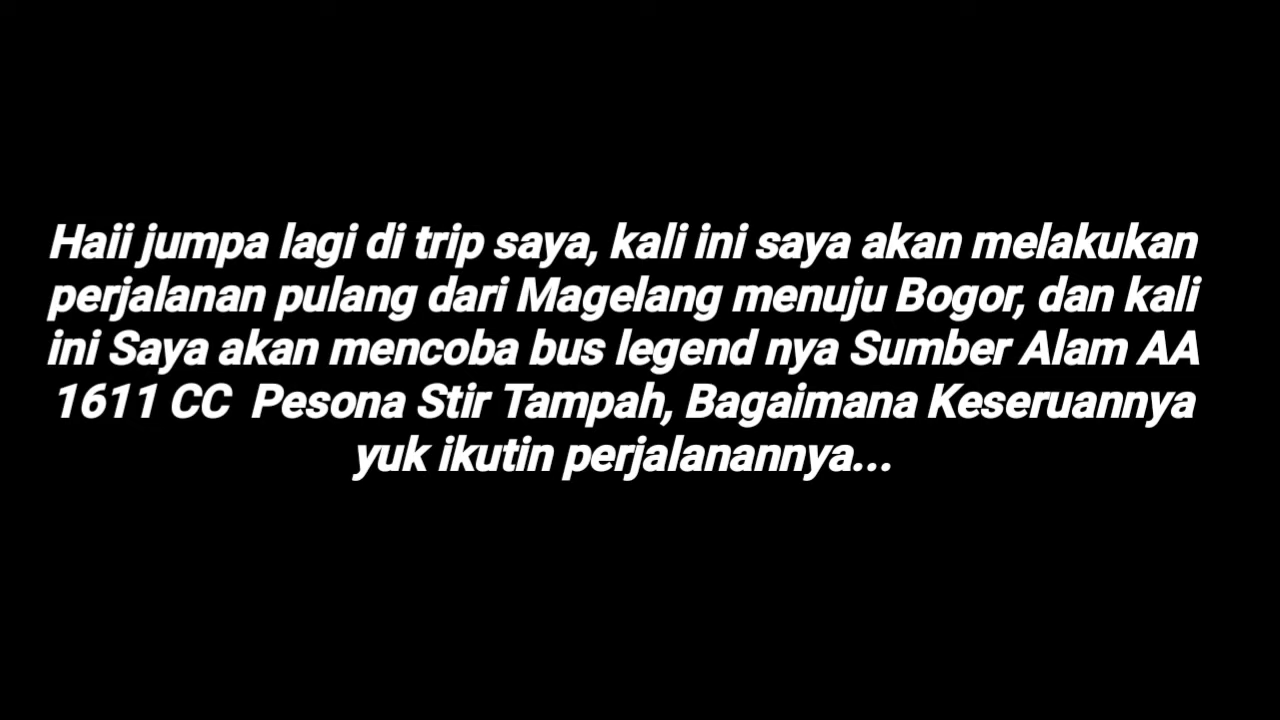 Haii jumpa lagi di trip saya, kali ini saya akan melakukan
perjalanan pulang dari Magelang menuju Bogor, dan kali
ini Saya akan mencoba bus legend nya Sumber Alam AA
1611 CC  Pesona Stir Tampah, Bagaimana Keseruannya
yuk ikutin perjalanannya...